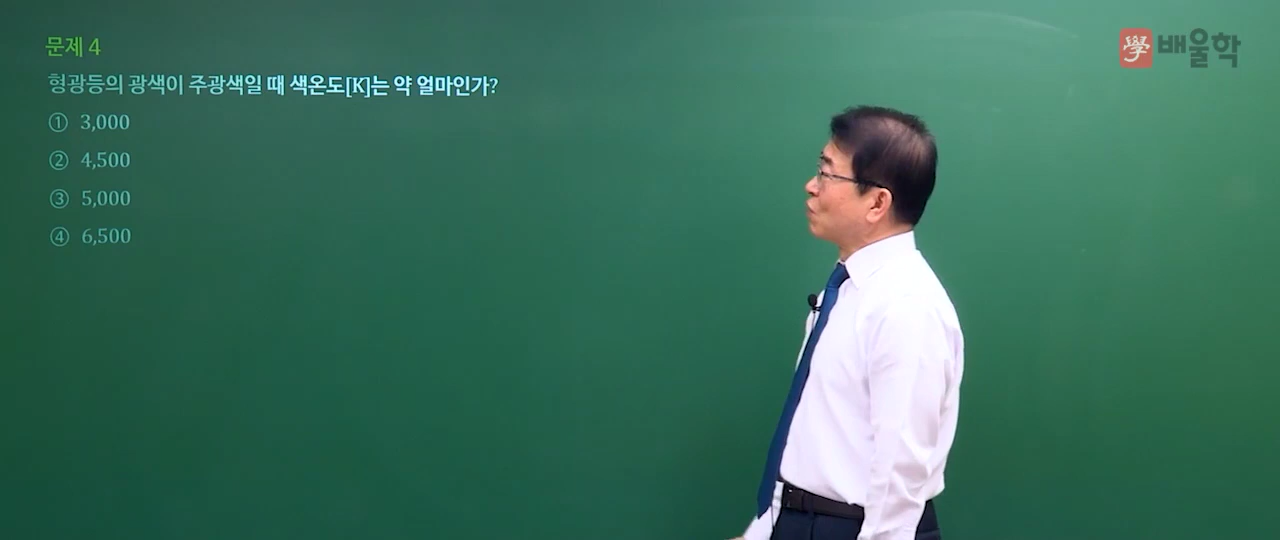 문제 4
學 배울학
형광등의 광색이 주광색일 때 색온도[K]는 약 얼마인가?
① 3,000
② 4,500
③ 5,000
④ 6,500